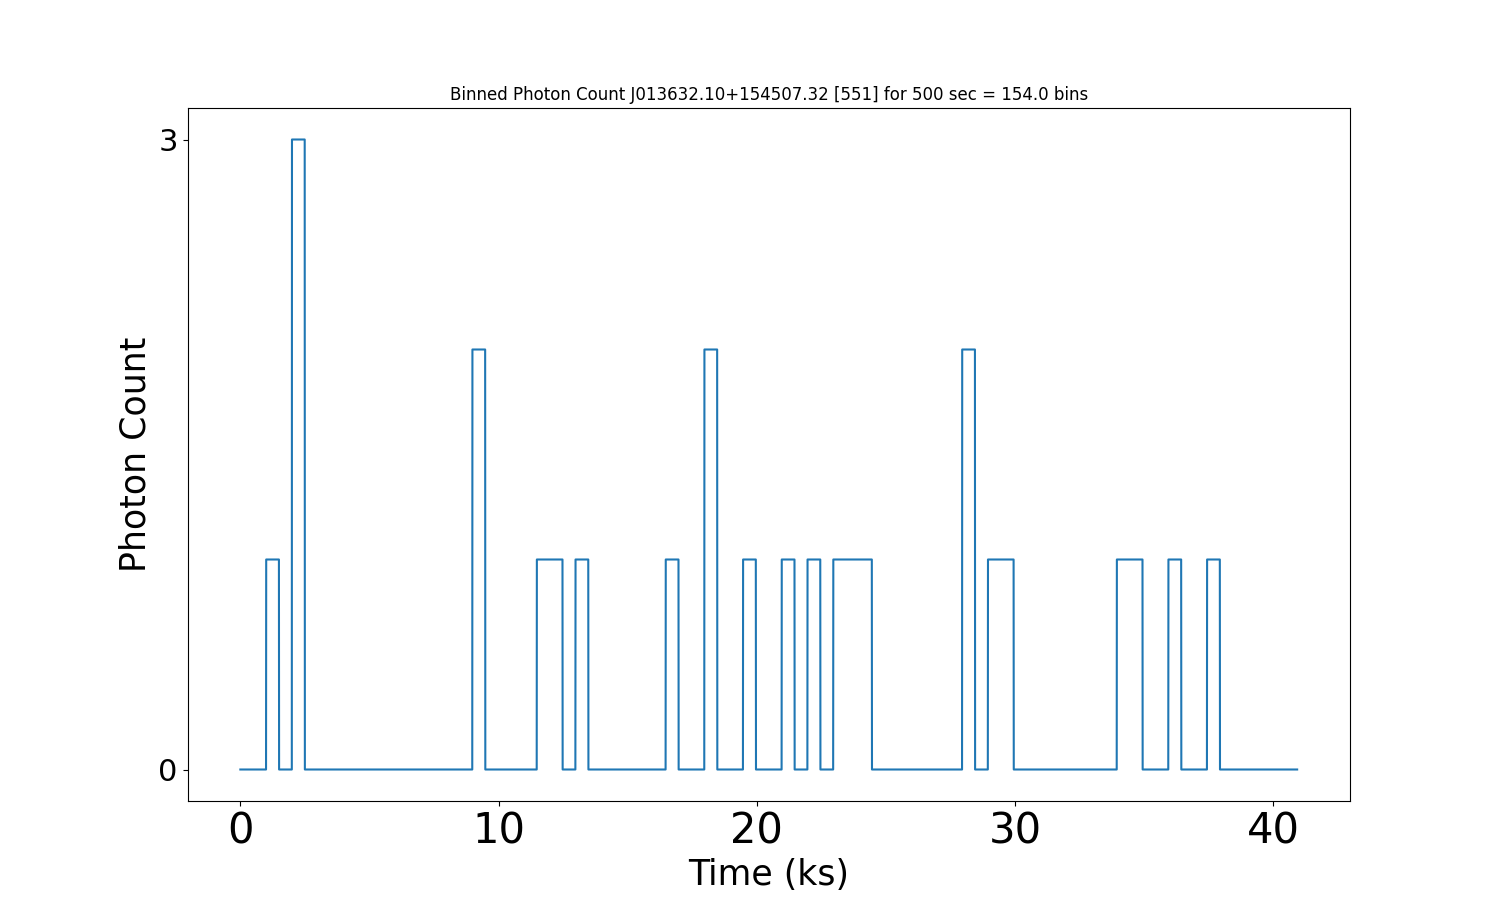 Binned Photon Count J013632.10+154507.32 [551] for 500 sec = 154.0 bins
3
Photon Count
0
0 10 20 30 40
Time (ks)